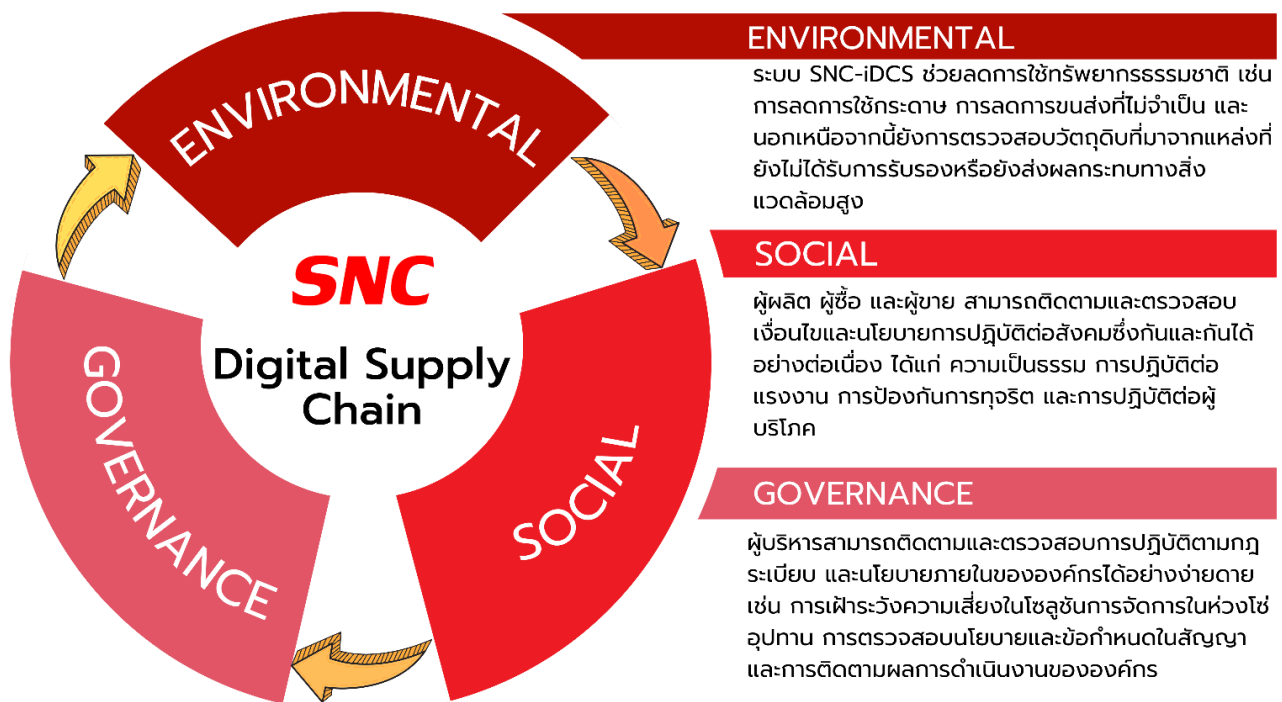 ENVIRONMENTAL
SOCIAL
GOVERNANCE
SNC
Digital Supply
Chain
ENVIRONMENTAL
ระบบ SNC-iDCS ช่วยลดการใช้ทรัพยากรธรรมชาติ เช่น
การลดการใช้กระดาษ การลดการขนส่งที่ไม่จำเป็น และ
นอกเหนือจากนี้ยังการตรวจสอบวัตถุดิบที่มาจากแหล่งที่
ยังไม่ได้รับการรับรองหรือยังส่งผลกระทบทางสิ่ง
แวดล้อมสูง
SOCIAL
ผู้ผลิต ผู้ซื้อ และผู้ขาย สามารถติดตามและตรวจสอบ
เงื่อนไขและนโยบายการปฏิบัติต่อสังคมซึ่งกันและกันได้
อย่างต่อเนื่อง ได้แก่ ความเป็นธรรม การปฏิบัติต่อ
แรงงาน การป้องกันการทุจริต และการปฏิบัติต่อผู้
บริโภค
GOVERNANCE
ผู้บริหารสามารถติดตามและตรวจสอบการปฏิบัติตามกฎ
ระเบียบ และนโยบายภายในขององค์กรได้อย่างง่ายดาย
เช่น การเฝ้าระวังความเสี่ยงในโซลูชันการจัดการในห่วงโซ่
อุปทาน การตรวจสอบนโยบายและข้อกำหนดในสัญญา
และการติดตามผลการดำเนินงานขององค์กร